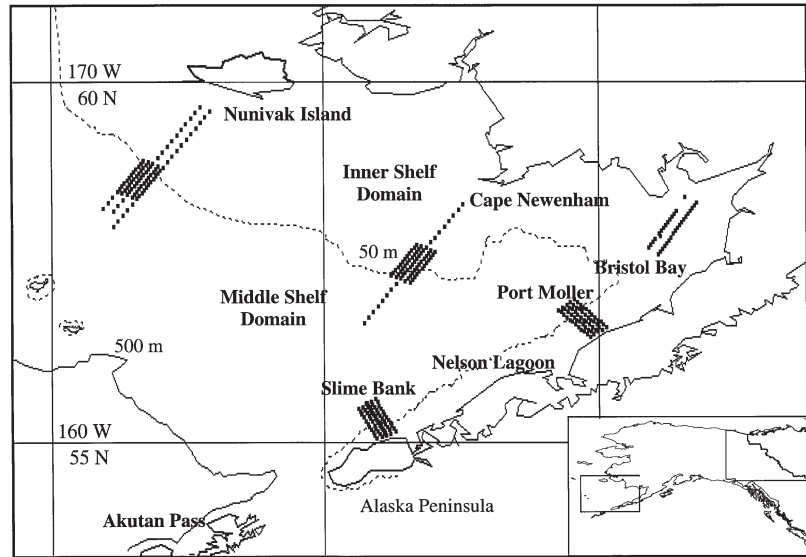 170 W
60 N
Nunivak Island
Inner Shelf
Domain
Cape Newenham
50 m
Bristol Bay
Middle Shelf
Domain
Port Moller
500 m
Nelson Lagoon
Slime Bank
160 W
55 N
Alaska Peninsula
Akutan Pass